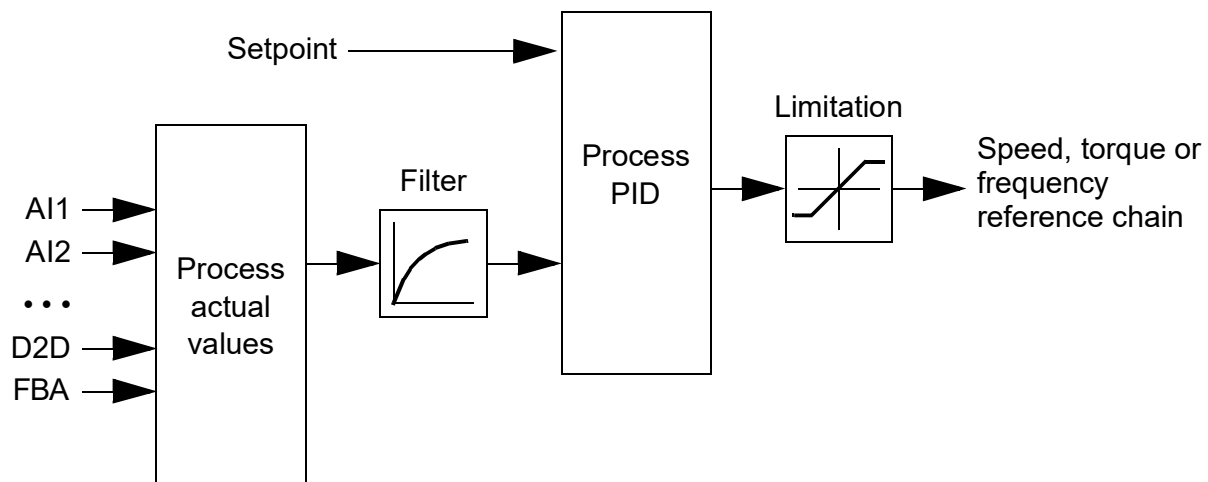 Setpoint
Process
PID
Limitation
Speed, torque or
frequency
reference chain
Filter
AI1
AI2
• • •
D2D
FBA
Process
actual
values